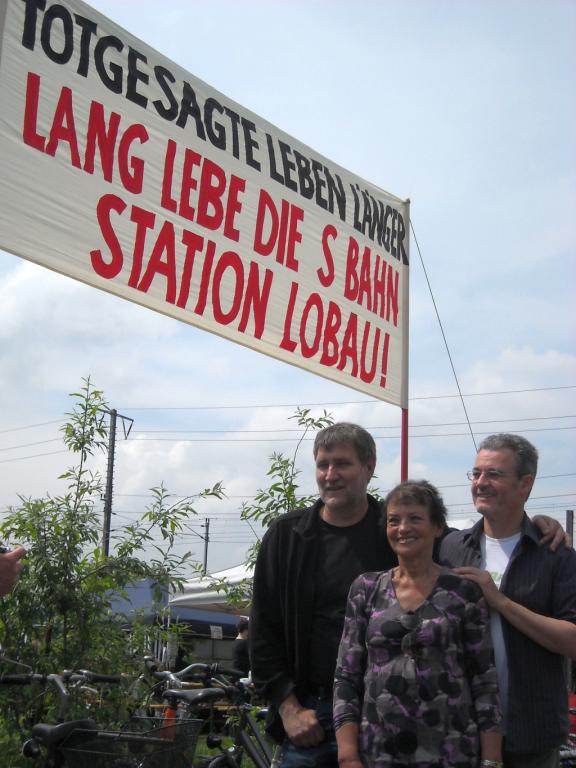 TOTGESAGTE LEBEN LÄNGER
LANG LEBE DIE S BAHN
STATION LOBAU!